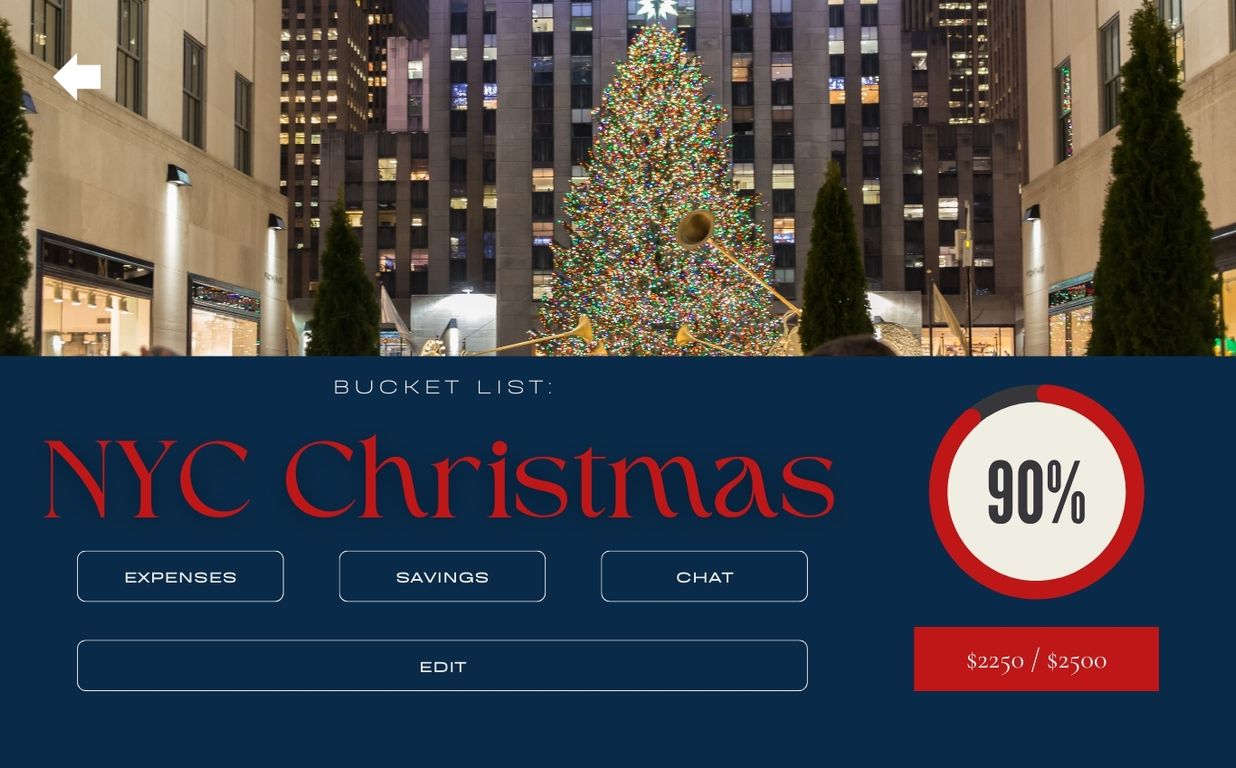 BUCKET LIST:
NYC Christmas
90%
EXPENSES
SAVINGS
CHAT
EDIT
$2250 / $2500